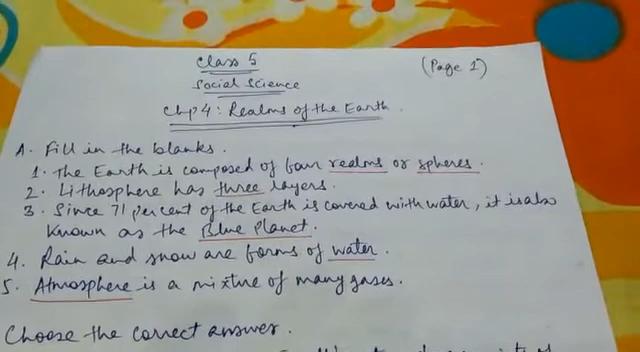 Class 5
(Page 1)
Social Science
Chp 4: Realms of the Earth.
A. Fill in the blanks.
1. The Earth is composed of four realms or spheres.
2. Lithosphere has three layers.
3. Since 71 percent of the Earth is covered with water, it is also
known as the Blue Planet.
4. Rain and snow are forms of water.
5. Atmosphere is a mixture of many gases.
Choose the correct answer.